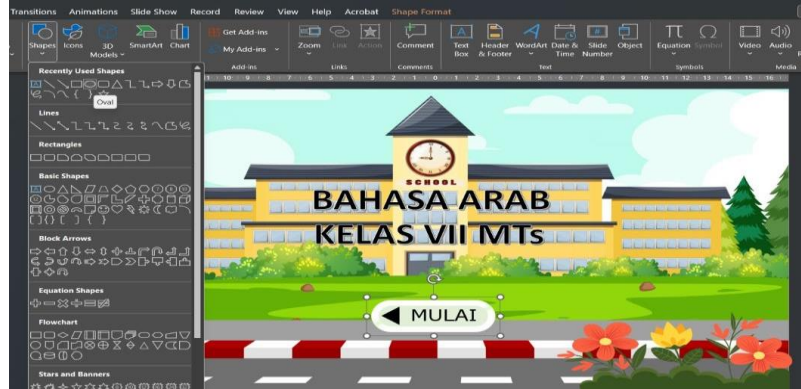 Transitions Animations Slide Show Record Review View Help Acrobat Shape Format
Shapes Icons 3D Models SmartArt Chart
Get Add-ins
My Add-ins
Zoom Link Action Comment Text Box Header & Footer WordArt Date & Time Slide Number Object Equation Symbol Video Audio
Add-ins Links Comments Text Symbols Media
Recently Used Shapes
Oval
Lines
Rectangles
Basic Shapes
Block Arrows
Equation Shapes
Flowchart
Stars and Banners
SCHOOL
BAHASA ARAB
KELAS VII MTs
MULAI